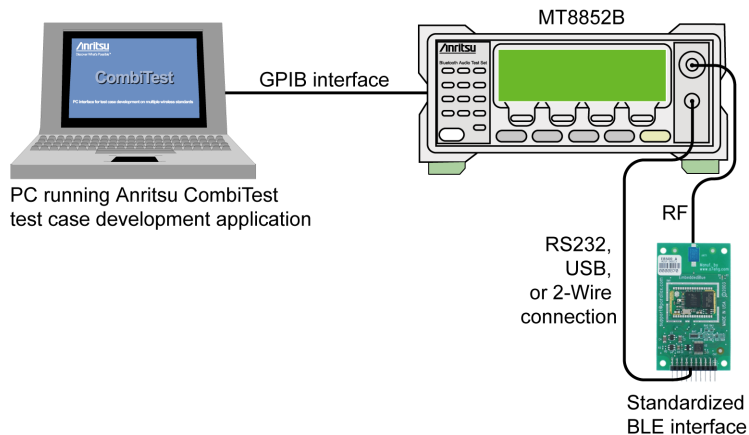 MT8852B
Anritsu
CombiTest
PC interface for test case development on multiple wireless standards
GPIB interface
Anritsu
Bluetooth Audio Test Set
PC running Anritsu CombiTest
test case development application
RF
RS232,
USB,
or 2-Wire
connection
Standardized
BLE interface